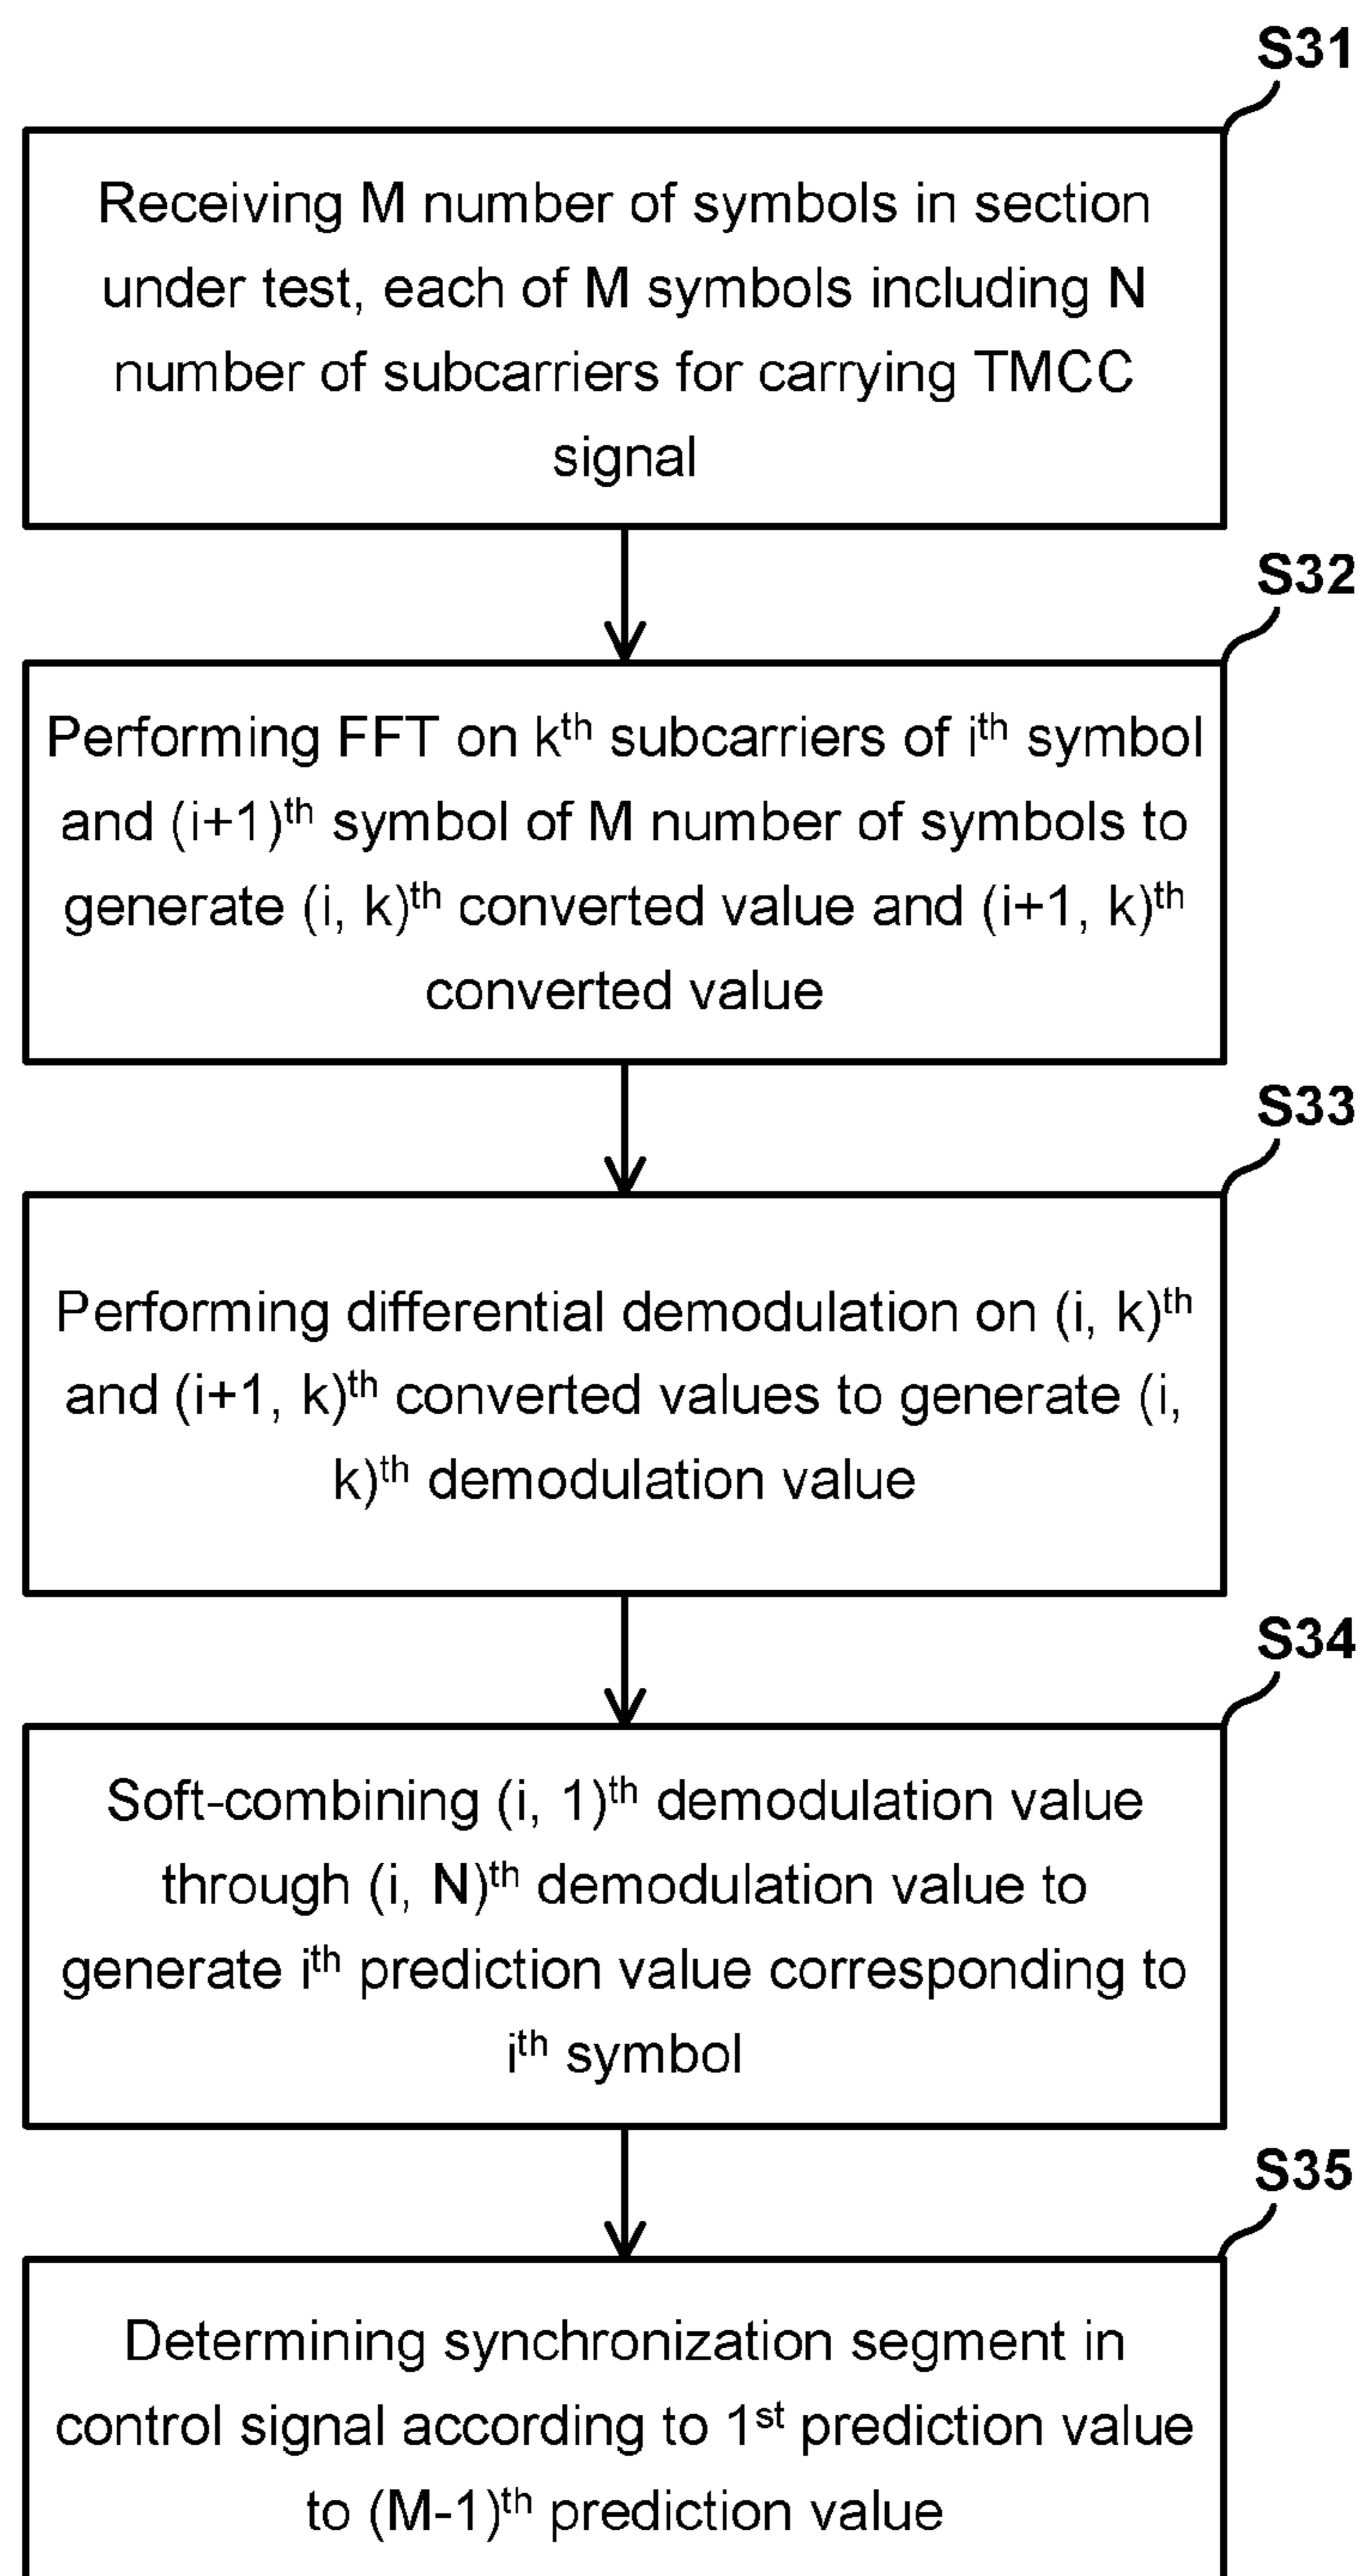 S31
Receiving M number of symbols in section
under test, each of M symbols including N
number of subcarriers for carrying TMCC
signal
S32
Performing FFT on kth subcarriers of ith symbol
and (i+1)th symbol of M number of symbols to
generate (i, k)th converted value and (i+1, k)th
converted value
S33
Performing differential demodulation on (i, k)th
and (i+1, k)th converted values to generate (i,
k)th demodulation value
S34
Soft-combining (i, 1)th demodulation value
through (i, N)th demodulation value to
generate ith prediction value corresponding to
ith symbol
S35
Determining synchronization segment in
control signal according to 1st prediction value
to (M-1)th prediction value